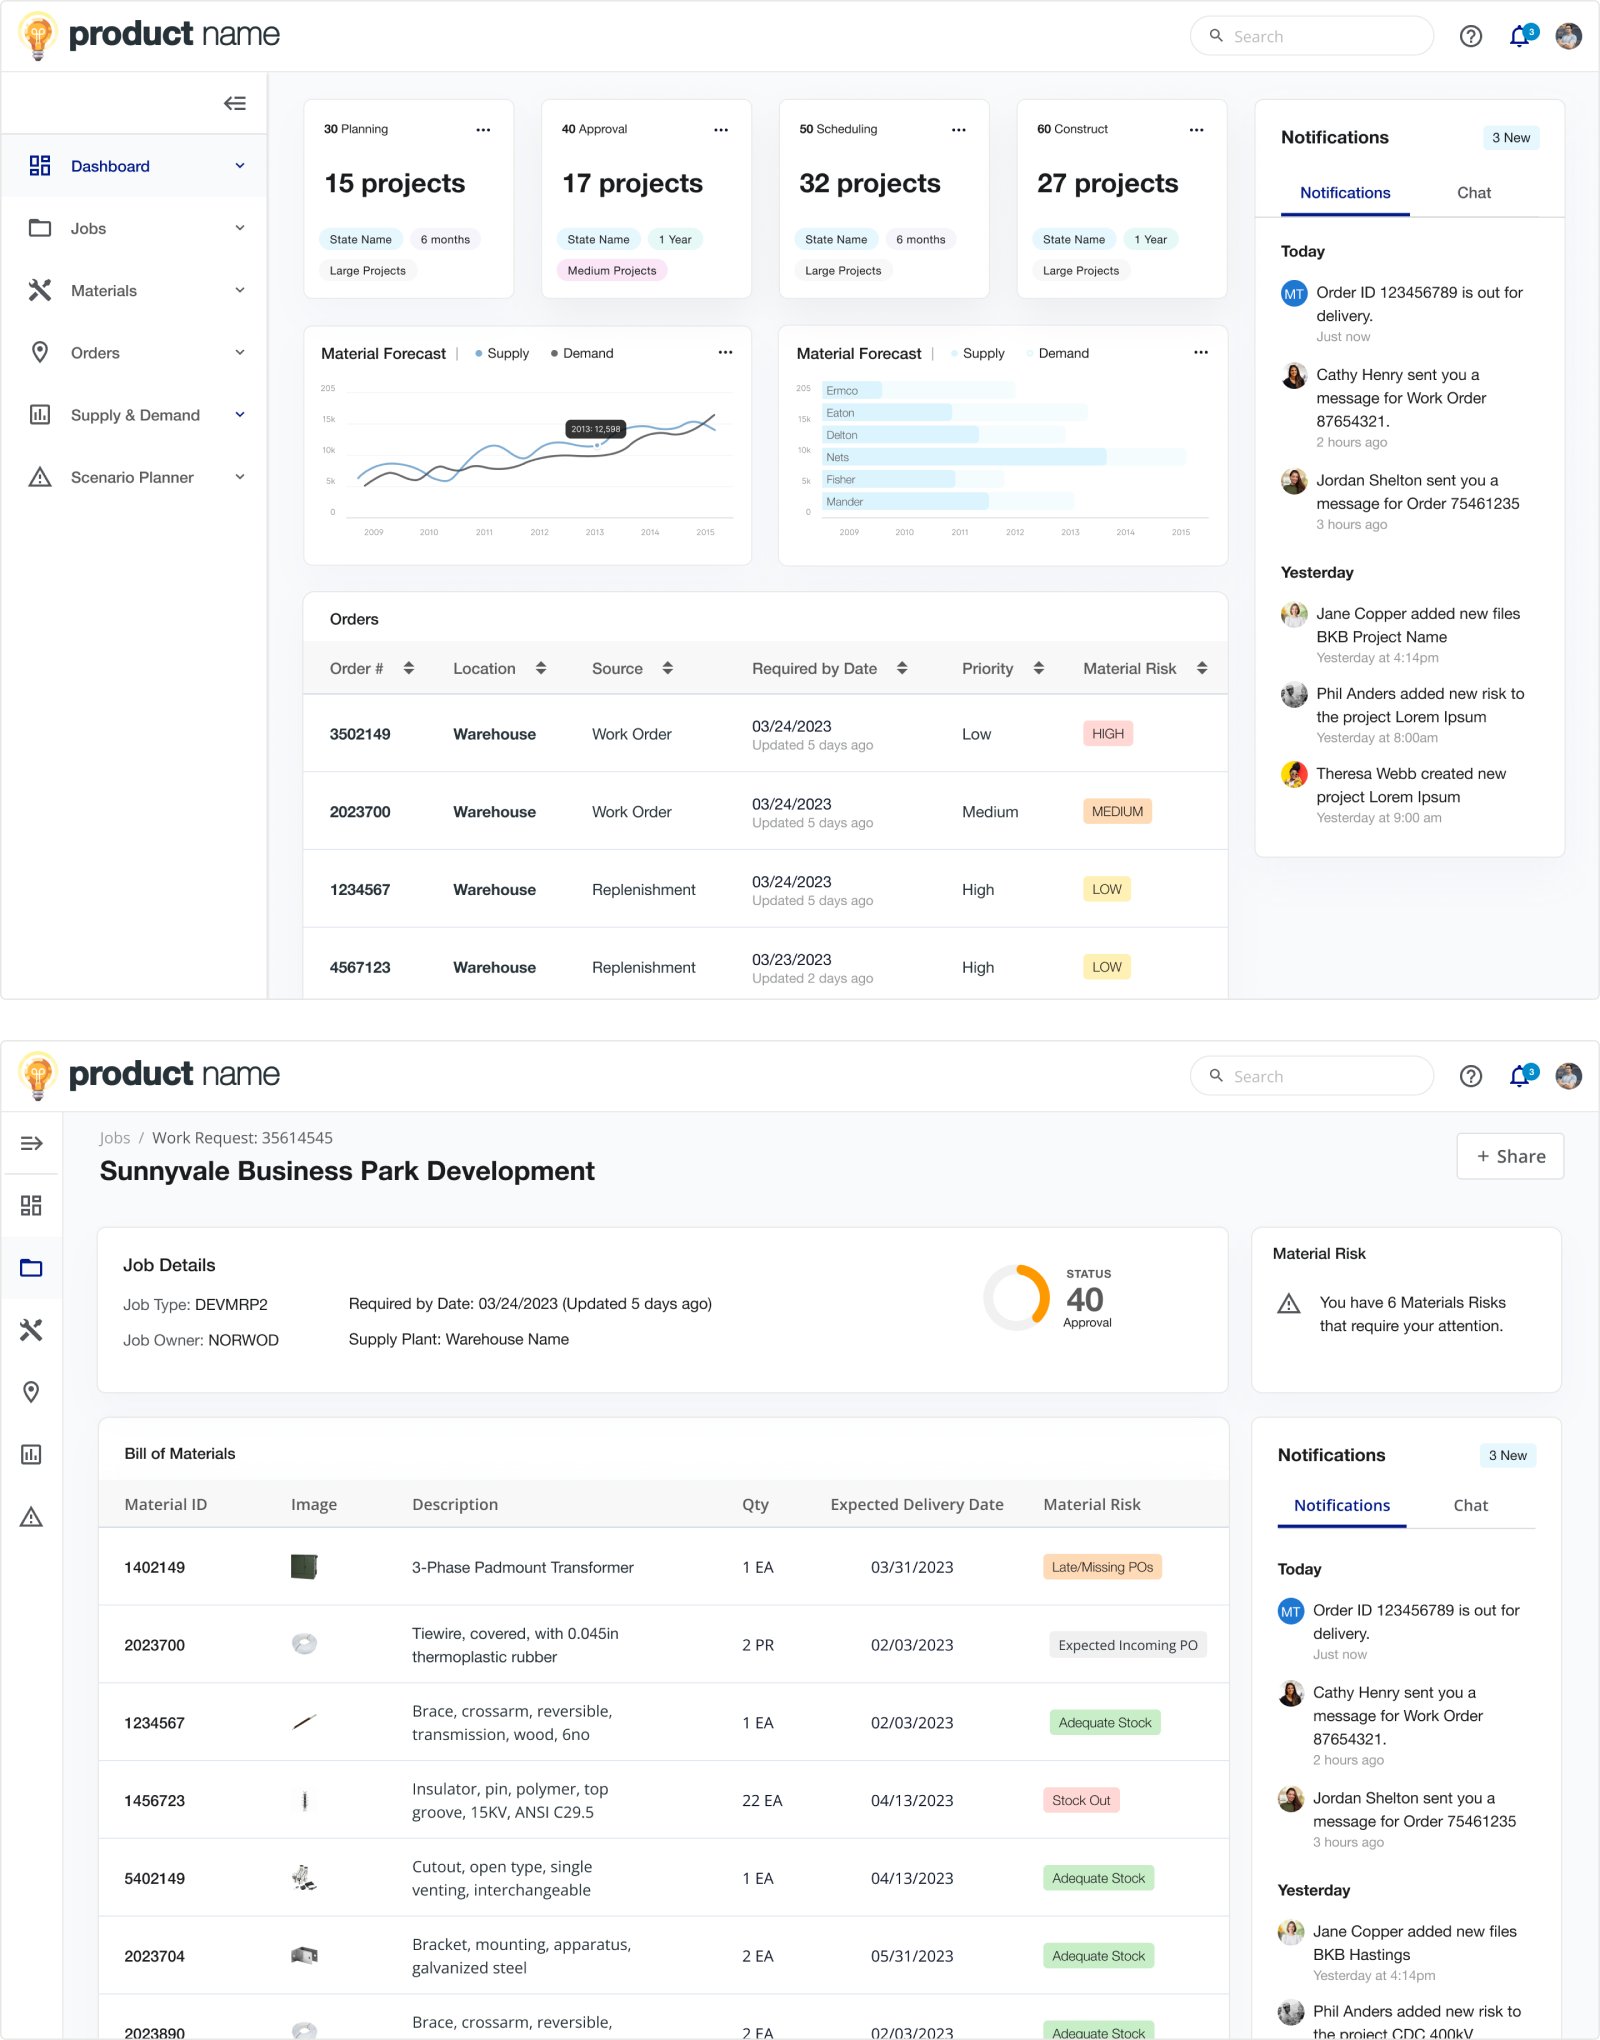 product name
Search
3
30 Planning
15 projects
State Name
6 months
Large Projects
40 Approval
17 projects
State Name
1 Year
Medium Projects
50 Scheduling
32 projects
State Name
6 months
Large Projects
60 Construct
27 projects
State Name
1 Year
Large Projects
Dashboard
Jobs
Materials
Orders
Supply & Demand
Scenario Planner
Material Forecast | Supply Demand
205
15k
10k
5k
0
2013: 12,598
2009 2010 2011 2012 2013 2014 2015
Material Forecast | Supply Demand
205
15k
10k
5k
0
Ermco
Eaton
Delton
Nets
Fisher
Mander
2009 2010 2011 2012 2013 2014 2015
Orders
Order # Location Source Required by Date Priority Material Risk
3502149 Warehouse Work Order 03/24/2023 Low HIGH
Updated 5 days ago
2023700 Warehouse Work Order 03/24/2023 Medium MEDIUM
Updated 5 days ago
1234567 Warehouse Replenishment 03/24/2023 High LOW
Updated 5 days ago
4567123 Warehouse Replenishment 03/23/2023 High LOW
Updated 2 days ago
Notifications
3 New
Notifications Chat
Today
MT
Order ID 123456789 is out for
delivery.
Just now
Cathy Henry sent you a
message for Work Order
87654321.
2 hours ago
Jordan Shelton sent you a
message for Order 75461235
3 hours ago
Yesterday
Jane Copper added new files
BKB Project Name
Yesterday at 4:14pm
Phil Anders added new risk to
the project Lorem Ipsum
Yesterday at 8:00am
Theresa Webb created new
project Lorem Ipsum
Yesterday at 9:00 am
product name
Search
3
Jobs / Work Request: 35614545
Sunnyvale Business Park Development
+ Share
Job Details
Job Type: DEVMRP2
Job Owner: NORWOD
Required by Date: 03/24/2023 (Updated 5 days ago)
Supply Plant: Warehouse Name
STATUS
40
Approval
Material Risk
You have 6 Materials Risks
that require your attention.
Bill of Materials
Material ID Image Description Qty Expected Delivery Date Material Risk
1402149 3-Phase Padmount Transformer 1 EA 03/31/2023 Late/Missing POs
2023700 Tiewire, covered, with 0.045in
thermoplastic rubber 2 PR 02/03/2023 Expected Incoming PO
1234567 Brace, crossarm, reversible,
transmission, wood, 6no 1 EA 02/03/2023 Adequate Stock
1456723 Insulator, pin, polymer, top
groove, 15KV, ANSI C29.5 22 EA 04/13/2023 Stock Out
5402149 Cutout, open type, single
venting, interchangeable 1 EA 04/13/2023 Adequate Stock
2023704 Bracket, mounting, apparatus,
galvanized steel 2 EA 05/31/2023 Adequate Stock
2023890 Brace, crossarm, reversible, 2 EA 02/03/2023 Adequate Stock
Notifications
3 New
Notifications Chat
Today
MT
Order ID 123456789 is out for
delivery.
Just now
Cathy Henry sent you a
message for Work Order
87654321.
2 hours ago
Jordan Shelton sent you a
message for Order 75461235
3 hours ago
Yesterday
Jane Copper added new files
BKB Hastings
Yesterday at 4:14pm
Phil Anders added new risk to
the project CDC 400kV